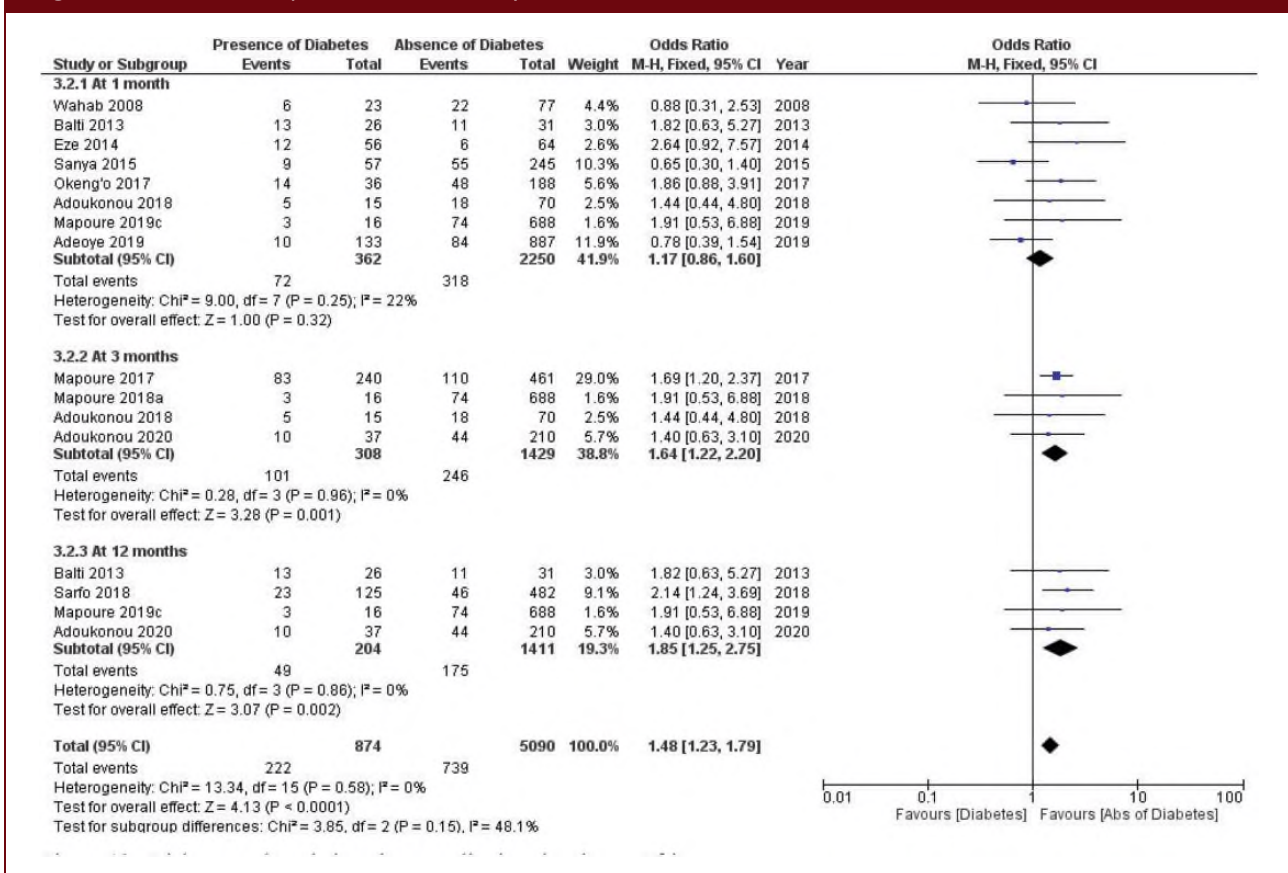 Presence of Diabetes Absence of Diabetes Odds Ratio Odds Ratio
Study or Subgroup Events Total Events Total Weight M-H, Fixed, 95% CI Year M-H, Fixed, 95% CI
3.2.1 At 1 month
Wahab 2008 6 23 22 77 4.4% 0.88 [0.31, 2.53] 2008
Balti 2013 13 26 11 31 3.0% 1.82 [0.63, 5.27] 2013
Eze 2014 12 56 6 64 2.6% 2.64 [0.92, 7.57] 2014
Sanya 2015 9 57 55 245 10.3% 0.65 [0.30, 1.40] 2015
Okeng'o 2017 14 36 48 188 5.6% 1.86 [0.88, 3.91] 2017
Adoukonou 2018 5 15 18 70 2.5% 1.44 [0.44, 4.80] 2018
Mapoure 2019c 3 16 74 688 1.6% 1.91 [0.53, 6.88] 2019
Adeoye 2019 10 133 84 887 11.9% 0.78 [0.39, 1.54] 2019
Subtotal (95% CI) 362 2250 41.9% 1.17 [0.86, 1.60]
Total events 72 318
Heterogeneity: Chi² = 9.00, df = 7 (P = 0.25); I² = 22%
Test for overall effect: Z = 1.00 (P = 0.32)
3.2.2 At 3 months
Mapoure 2017 83 240 110 461 29.0% 1.69 [1.20, 2.37] 2017
Mapoure 2018a 3 16 74 688 1.6% 1.91 [0.53, 6.88] 2018
Adoukonou 2018 5 15 18 70 2.5% 1.44 [0.44, 4.80] 2018
Adoukonou 2020 10 37 44 210 5.7% 1.40 [0.63, 3.10] 2020
Subtotal (95% CI) 308 1429 38.8% 1.64 [1.22, 2.20]
Total events 101 246
Heterogeneity: Chi² = 0.28, df = 3 (P = 0.96); I² = 0%
Test for overall effect: Z = 3.28 (P = 0.001)
3.2.3 At 12 months
Balti 2013 13 26 11 31 3.0% 1.82 [0.63, 5.27] 2013
Sarfo 2018 23 125 46 482 9.1% 2.14 [1.24, 3.69] 2018
Mapoure 2019c 3 16 74 688 1.6% 1.91 [0.53, 6.88] 2019
Adoukonou 2020 10 37 44 210 5.7% 1.40 [0.63, 3.10] 2020
Subtotal (95% CI) 204 1411 19.3% 1.85 [1.25, 2.75]
Total events 49 175
Heterogeneity: Chi² = 0.75, df = 3 (P = 0.86); I² = 0%
Test for overall effect: Z = 3.07 (P = 0.002)
Total (95% CI) 874 5090 100.0% 1.48 [1.23, 1.79]
Total events 222 739
Heterogeneity: Chi² = 13.34, df = 15 (P = 0.58); I² = 0%
Test for overall effect: Z = 4.13 (P < 0.0001)
Test for subgroup differences: Chi² = 3.85, df = 2 (P = 0.15), I² = 48.1%
0.01 0.1 1 10 100
Favours [Diabetes] Favours [Abs of Diabetes]